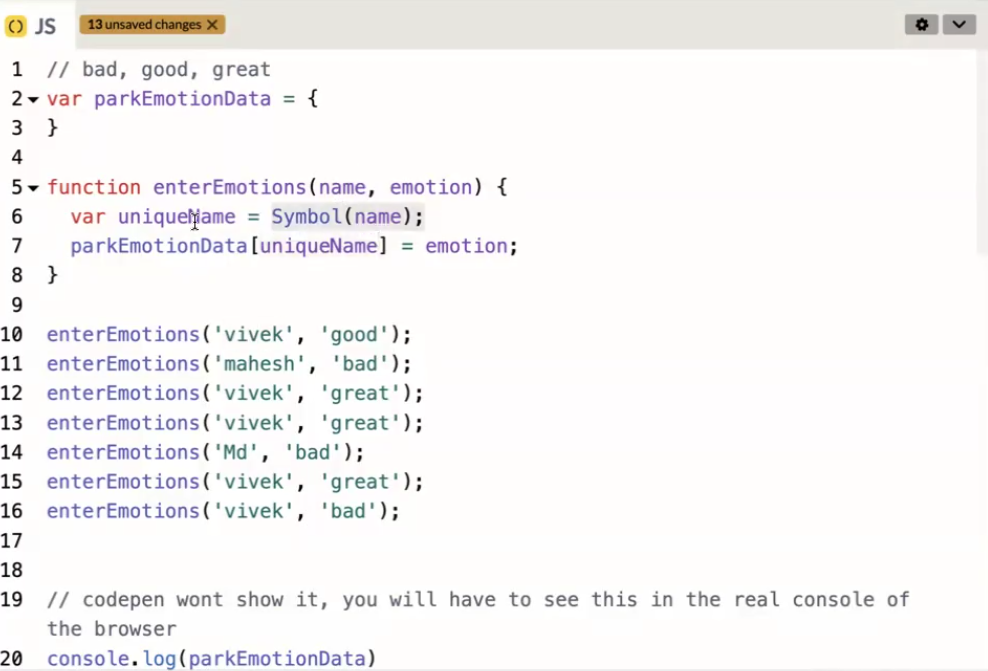 JS 13 unsaved changes ×
1 // bad, good, great
2 var parkEmotionData = {
3 }
4
5 function enterEmotions(name, emotion) {
6 var uniqueName = Symbol(name);
7 parkEmotionData[uniqueName] = emotion;
8 }
9
10 enterEmotions('vivek', 'good');
11 enterEmotions('mahesh', 'bad');
12 enterEmotions('vivek', 'great');
13 enterEmotions('vivek', 'great');
14 enterEmotions('Md', 'bad');
15 enterEmotions('vivek', 'great');
16 enterEmotions('vivek', 'bad');
17
18
19 // codepen wont show it, you will have to see this in the real console of
the browser
20 console.log(parkEmotionData)